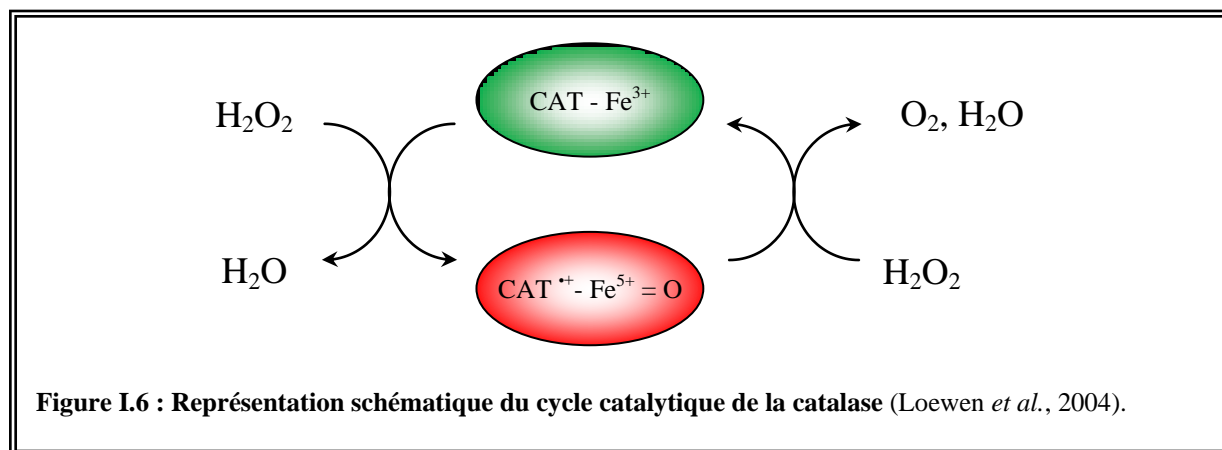 H₂O₂
CAT - Fe³⁺
O₂, H₂O
H₂O
CAT •⁺- Fe⁵⁺ = O
H₂O₂
Figure I.6 : Représentation schématique du cycle catalytique de la catalase (Loewen et al., 2004).